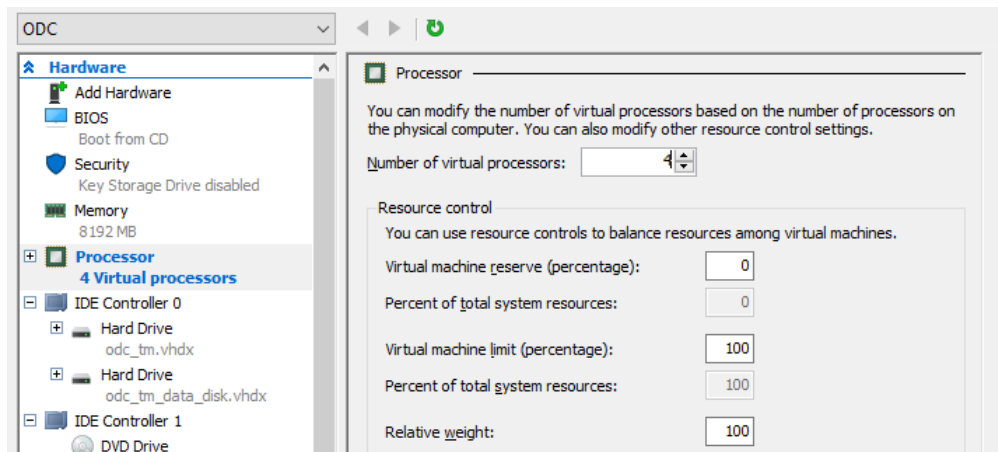 ODC
Hardware
Add Hardware
BIOS
Boot from CD
Security
Key Storage Drive disabled
Memory
8192 MB
Processor
4 Virtual processors
IDE Controller 0
Hard Drive
odc_tm.vhdx
Hard Drive
odc_tm_data_disk.vhdx
IDE Controller 1
DVD Drive
Processor
You can modify the number of virtual processors based on the number of processors on
the physical computer. You can also modify other resource control settings.
Number of virtual processors: 4
Resource control
You can use resource controls to balance resources among virtual machines.
Virtual machine reserve (percentage): 0
Percent of total system resources: 0
Virtual machine limit (percentage): 100
Percent of total system resources: 100
Relative weight: 100